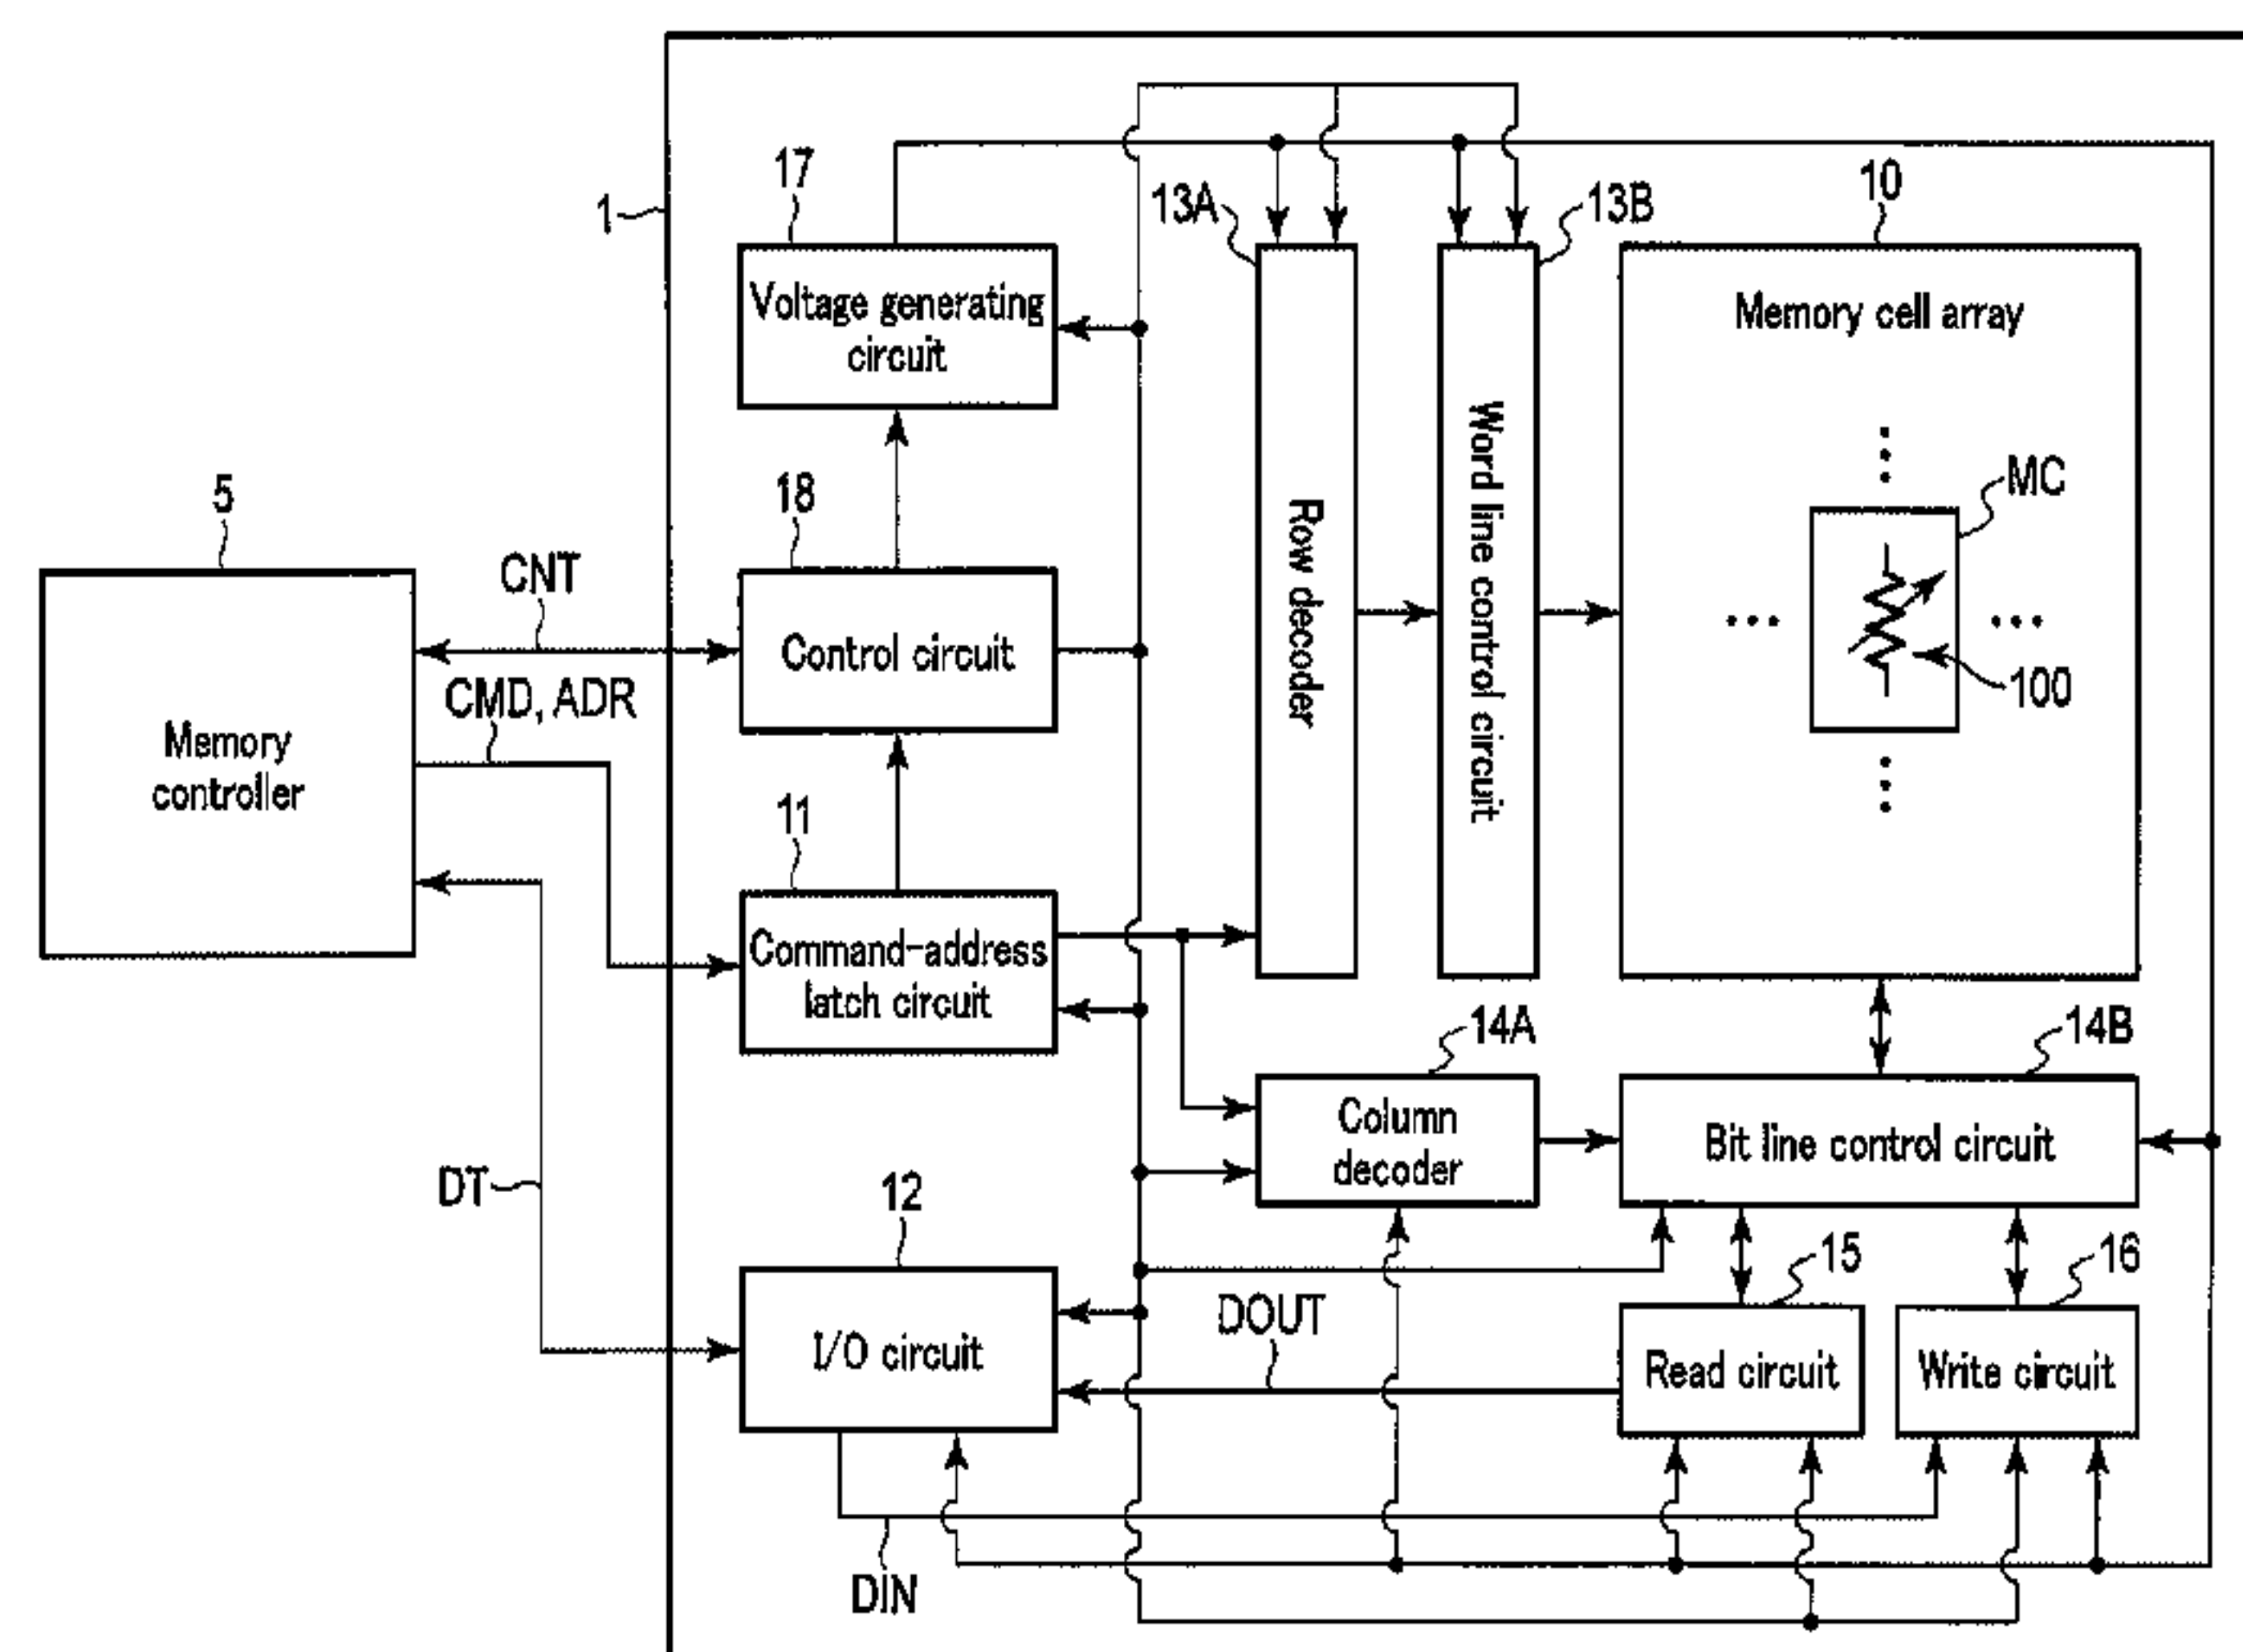 1
17
Voltage generating
circuit
13A
13B
10
Memory cell array
Row decoder
Word line control circuit
MC
100
5
Memory
controller
CNT
CMD, ADR
18
Control circuit
11
Command-address
latch circuit
14A
Column
decoder
14B
Bit line control circuit
DT
12
I/O circuit
DOUT
15
Read circuit
16
Write circuit
DIN